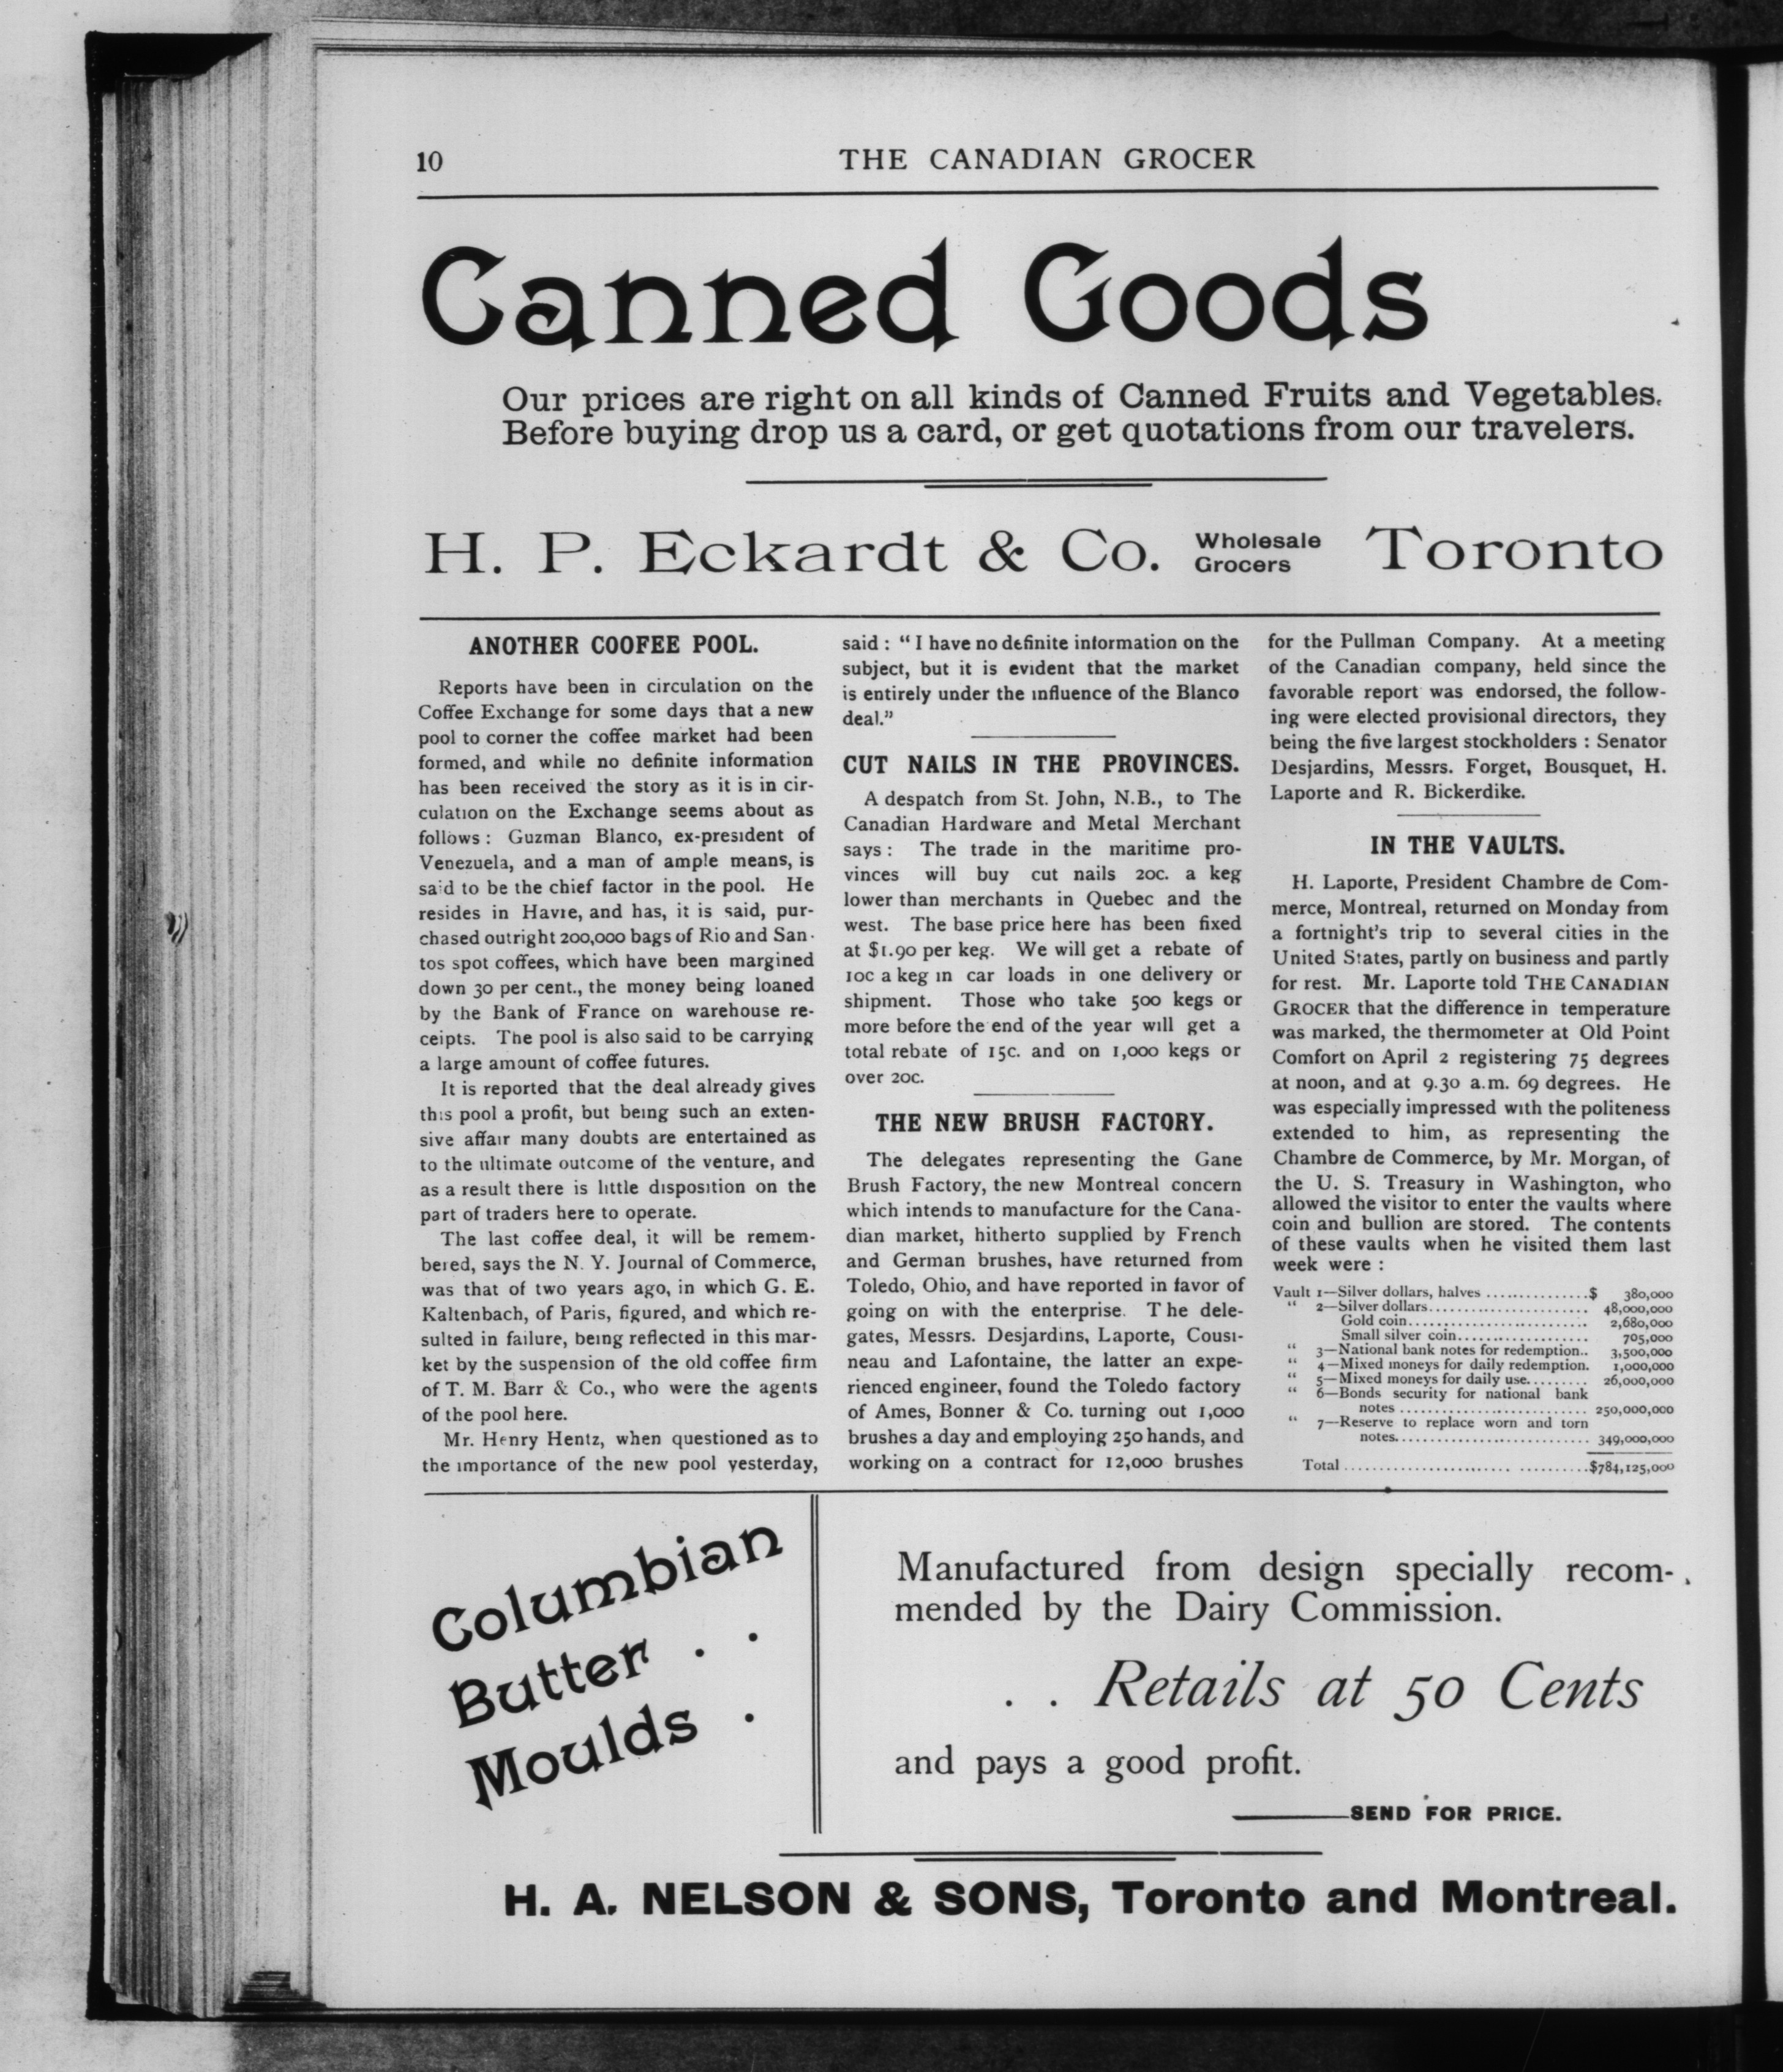 10
THE CANADIAN GROCER
Canned Goods
Our prices are right on all kinds of Canned Fruits and Vegetables.
Before buying drop us a card, or get quotations from our travelers.
H. P. Eckardt & Co. Wholesale Grocers Toronto
ANOTHER COOFEE POOL.
Reports have been in circulation on the
Coffee Exchange for some days that a new
pool to corner the coffee market had been
formed, and while no definite information
has been received the story as it is in cir-
culation on the Exchange seems about as
follows : Guzman Blanco, ex-president of
Venezuela, and a man of ample means, is
said to be the chief factor in the pool. He
resides in Havre, and has, it is said, pur-
chased outright 200,000 bags of Rio and San-
tos spot coffees, which have been margined
down 30 per cent., the money being loaned
by the Bank of France on warehouse re-
ceipts. The pool is also said to be carrying
a large amount of coffee futures.
It is reported that the deal already gives
this pool a profit, but being such an exten-
sive affair many doubts are entertained as
to the ultimate outcome of the venture, and
as a result there is little disposition on the
part of traders here to operate.
The last coffee deal, it will be remem-
bered, says the N. Y. Journal of Commerce,
was that of two years ago, in which G. E.
Kaltenbach, of Paris, figured, and which re-
sulted in failure, being reflected in this mar-
ket by the suspension of the old coffee firm
of T. M. Barr & Co., who were the agents
of the pool here.
Mr. Henry Hentz, when questioned as to
the importance of the new pool yesterday,
said : " I have no definite information on the
subject, but it is evident that the market
is entirely under the influence of the Blanco
deal."
CUT NAILS IN THE PROVINCES.
A despatch from St. John, N.B., to The
Canadian Hardware and Metal Merchant
says : The trade in the maritime pro-
vinces will buy cut nails 20c. a keg
lower than merchants in Quebec and the
west. The base price here has been fixed
at $1.90 per keg. We will get a rebate of
10c a keg in car loads in one delivery or
shipment. Those who take 500 kegs or
more before the end of the year will get a
total rebate of 15c. and on 1,000 kegs or
over 20c.
THE NEW BRUSH FACTORY.
The delegates representing the Gane
Brush Factory, the new Montreal concern
which intends to manufacture for the Cana-
dian market, hitherto supplied by French
and German brushes, have returned from
Toledo, Ohio, and have reported in favor of
going on with the enterprise. The dele-
gates, Messrs. Desjardins, Laporte, Cousi-
neau and Lafontaine, the latter an expe-
rienced engineer, found the Toledo factory
of Ames, Bonner & Co. turning out 1,000
brushes a day and employing 250 hands, and
working on a contract for 12,000 brushes
for the Pullman Company. At a meeting
of the Canadian company, held since the
favorable report was endorsed, the follow-
ing were elected provisional directors, they
being the five largest stockholders : Senator
Desjardins, Messrs. Forget, Bousquet, H.
Laporte and R. Bickerdike.
IN THE VAULTS.
H. Laporte, President Chambre de Com-
merce, Montreal, returned on Monday from
a fortnight's trip to several cities in the
United States, partly on business and partly
for rest. Mr. Laporte told THE CANADIAN
GROCER that the difference in temperature
was marked, the thermometer at Old Point
Comfort on April 2 registering 75 degrees
at noon, and at 9.30 a.m. 69 degrees. He
was especially impressed with the politeness
extended to him, as representing the
Chambre de Commerce, by Mr. Morgan, of
the U. S. Treasury in Washington, who
allowed the visitor to enter the vaults where
coin and bullion are stored. The contents
of these vaults when he visited them last
week were :
Vault 1—Silver dollars, halves ..............$ 380,000
" 2—Silver dollars....................... 48,000,000
Gold coin.......................... 2,680,000
Small silver coin................... 705,000
" 3—National bank notes for redemption.. 3,500,000
" 4—Mixed moneys for daily redemption. 1,000,000
" 5—Mixed moneys for daily use......... 26,000,000
" 6—Bonds security for national bank
notes ........................... 250,000,000
" 7—Reserve to replace worn and torn
notes............................ 349,000,000
Total ..................................$784,125,000
Columbian
Butter . .
Moulds .
Manufactured from design specially recom-
mended by the Dairy Commission.
. . Retails at 50 Cents
and pays a good profit.
—SEND FOR PRICE.
H. A. NELSON & SONS, Toronto and Montreal.